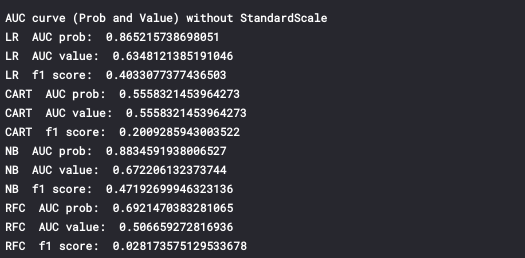 AUC curve (Prob and Value) without StandardScale
LR  AUC prob:  0.865215738698051
LR  AUC value:  0.6348121385191046
LR  f1 score:  0.4033077377436503
CART  AUC prob:  0.5558321453964273
CART  AUC value:  0.5558321453964273
CART  f1 score:  0.2009285943003522
NB  AUC prob:  0.8834591938006527
NB  AUC value:  0.672206132373744
NB  f1 score:  0.47192699946323136
RFC  AUC prob:  0.6921470383281065
RFC  AUC value:  0.506659272816936
RFC  f1 score:  0.028173575129533678